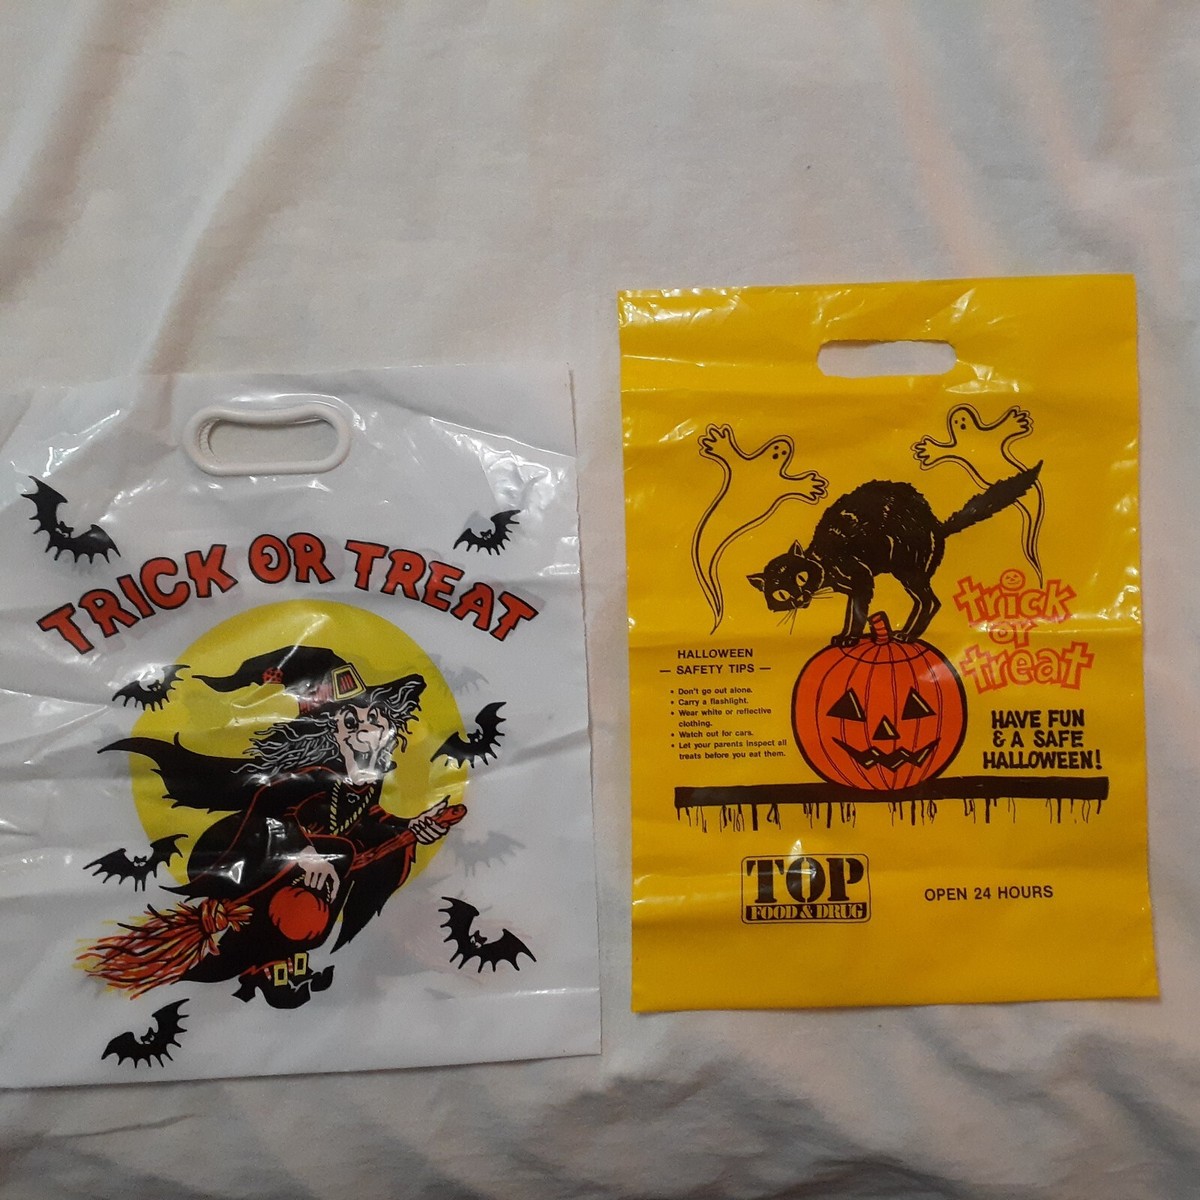 TRICK OR TREAT
trick
or
treat
HALLOWEEN
— SAFETY TIPS —
• Don't go out alone.
• Carry a flashlight.
• Wear white or reflective
clothing.
• Watch out for cars.
• Let your parents inspect all
treats before you eat them.
HAVE FUN
& A SAFE
HALLOWEEN!
TOP
FOOD & DRUG
OPEN 24 HOURS